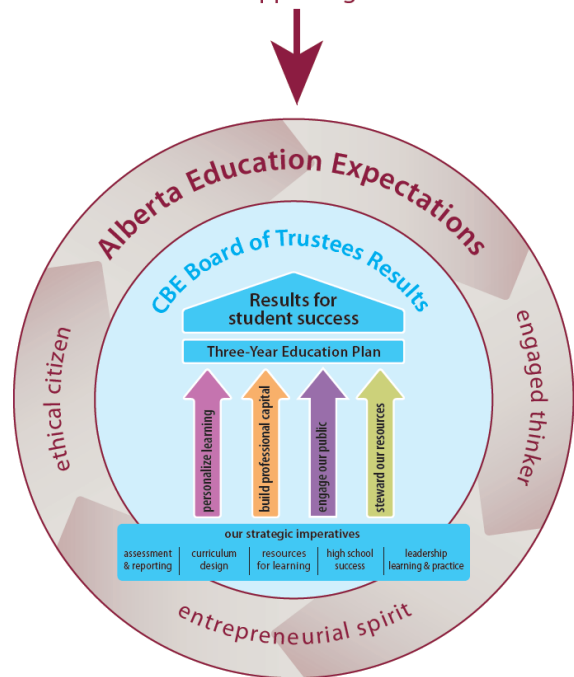 Alberta Education Expectations
CBE Board of Trustees Results
Results for
student success
Three-Year Education Plan
personalize learning
build professional capital
engage our public
steward our resources
our strategic imperatives
assessment
& reporting
curriculum
design
resources
for learning
high school
success
leadership
learning & practice
ethical citizen
engaged thinker
entrepreneurial spirit